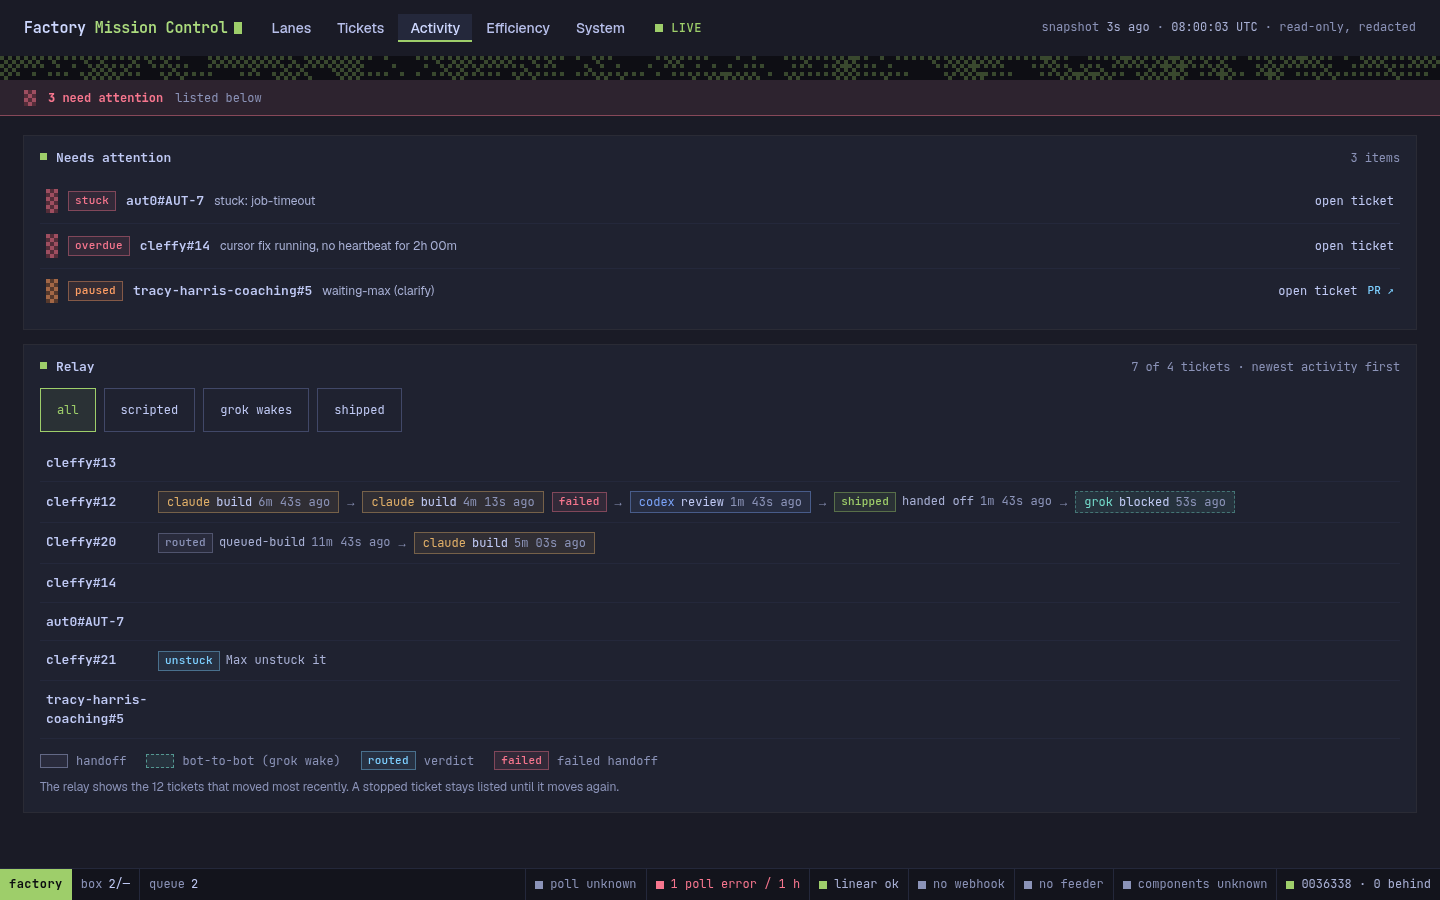 Factory Mission Control Lanes Tickets Activity Efficiency System LIVE snapshot 3s ago · 08:00:03 UTC · read-only, redacted
3 need attention listed below
Needs attention 3 items
stuck aut0#AUT-7 stuck: job-timeout open ticket
overdue cleffy#14 cursor fix running, no heartbeat for 2h 00m open ticket
paused tracy-harris-coaching#5 waiting-max (clarify) open ticket PR ↗
Relay 7 of 4 tickets · newest activity first
all scripted grok wakes shipped
cleffy#13
cleffy#12 claude build 6m 43s ago → claude build 4m 13s ago failed → codex review 1m 43s ago → shipped handed off 1m 43s ago → grok blocked 53s ago
Cleffy#20 routed queued-build 11m 43s ago → claude build 5m 03s ago
cleffy#14
aut0#AUT-7
cleffy#21 unstuck Max unstuck it
tracy-harris-
coaching#5
handoff bot-to-bot (grok wake) routed verdict failed failed handoff
The relay shows the 12 tickets that moved most recently. A stopped ticket stays listed until it moves again.
factory box 2/— queue 2 poll unknown 1 poll error / 1 h linear ok no webhook no feeder components unknown 0036338 · 0 behind